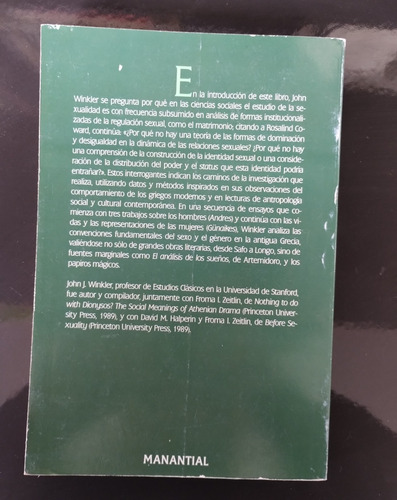 En la introducción de este libro, John
Winkler se pregunta por qué en las ciencias sociales el estudio de la se-
xualidad es con frecuencia subsumido en análisis de formas institucionali-
zadas de la regulación sexual, como el matrimonio; citando a Rosalind Co-
ward, continúa: «¿Por qué no hay una teoría de las formas de dominación
y desigualdad en la dinámica de las relaciones sexuales? ¿Por qué no hay
una comprensión de la construcción de la identidad sexual o una conside-
ración de la distribución del poder y el status que esta identidad podría
entrañar?». Estos interrogantes indican los caminos de la investigación que
realiza, utilizando datos y métodos inspirados en sus observaciones del
comportamiento de los griegos modernos y en lecturas de antropología
social y cultural contemporánea. En una secuencia de ensayos que co-
mienza con tres trabajos sobre los hombres (Andres) y continúa con las vi-
das y las representaciones de las mujeres (Gúnaikes), Winkler analiza las
convenciones fundamentales del sexo y el género en la antigua Grecia,
valiéndose no sólo de grandes obras literarias, desde Safo a Longo, sino de
fuentes marginales como El análisis de los sueños, de Artemidoro, y los
papiros mágicos.
John J. Winkler, profesor de Estudios Clásicos en la Universidad de Stanford,
fue autor y compilador, juntamente con Froma I. Zeitlin, de Nothing to do
with Dionysos? The Social Meanings of Athenian Drama (Princeton Univer-
sity Press, 1989), y con David M. Halperin y Froma I. Zeitlin, de Before Se-
xuality (Princeton University Press, 1989).
MANANTIAL